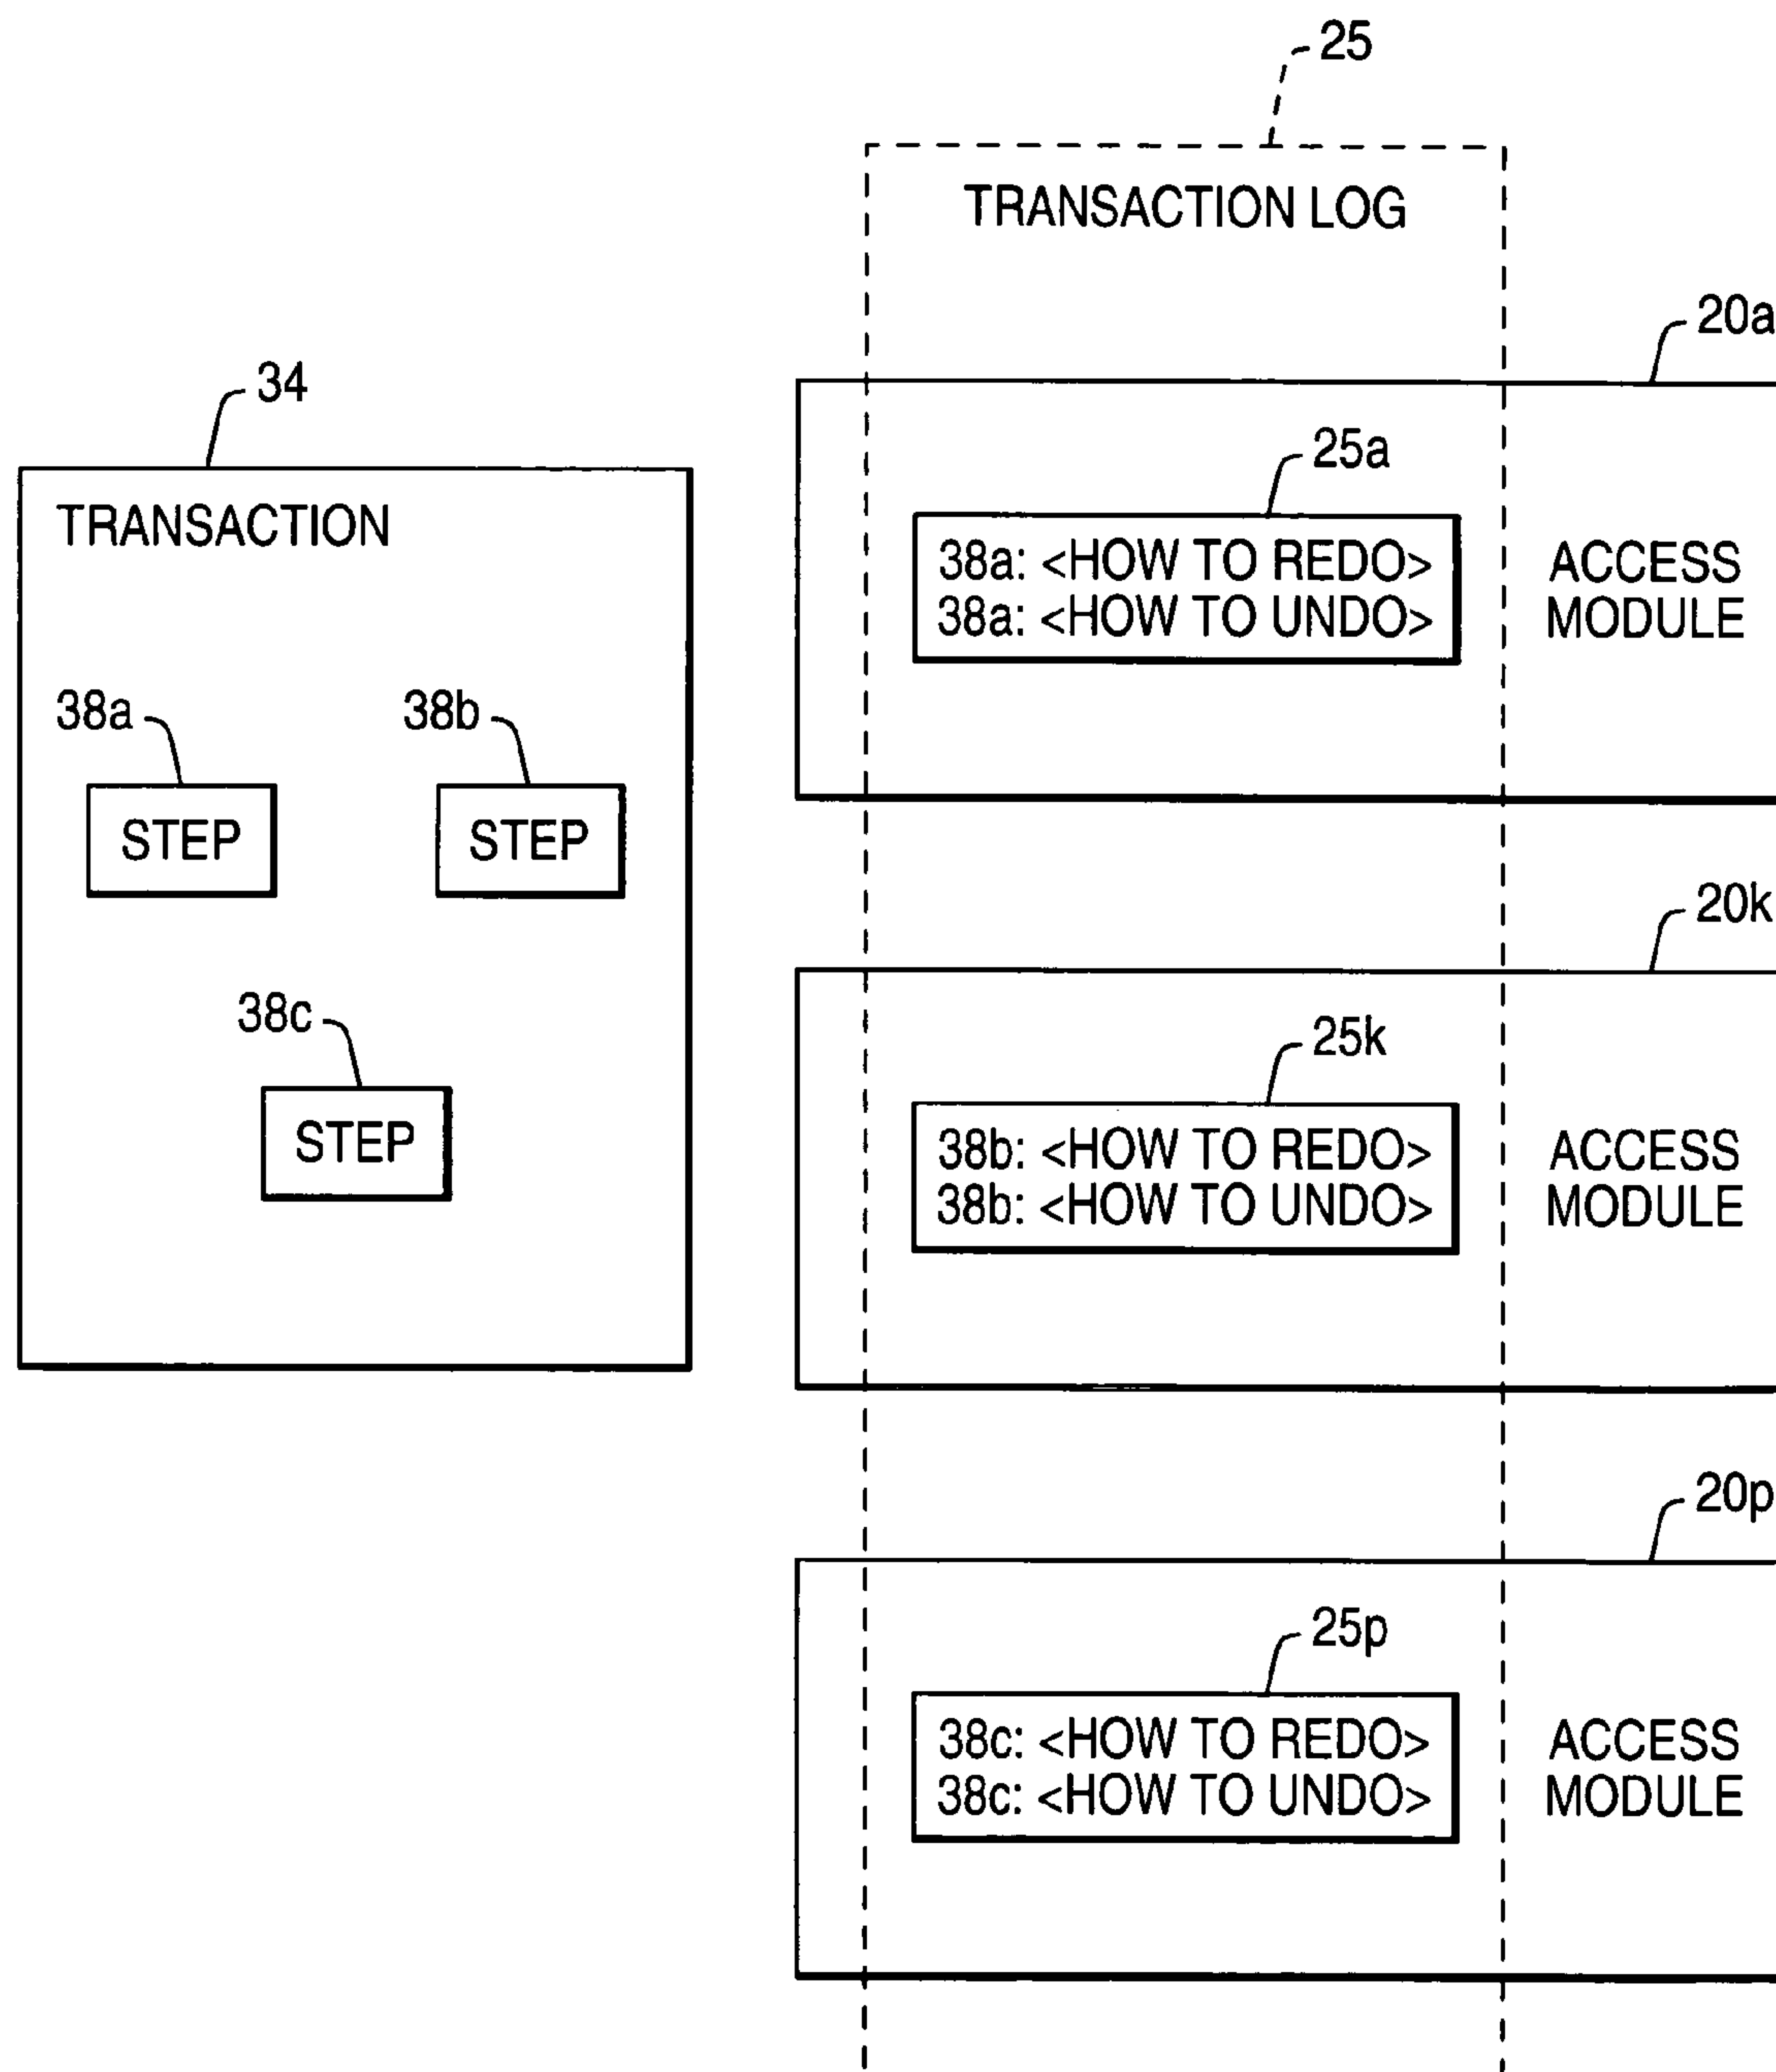 25
TRANSACTION LOG
20a
34
TRANSACTION
25a
38a: <HOW TO REDO>
38a: <HOW TO UNDO>
ACCESS
MODULE
38a
38b
STEP
STEP
20k
38c
STEP
25k
38b: <HOW TO REDO>
38b: <HOW TO UNDO>
ACCESS
MODULE
20p
25p
38c: <HOW TO REDO>
38c: <HOW TO UNDO>
ACCESS
MODULE